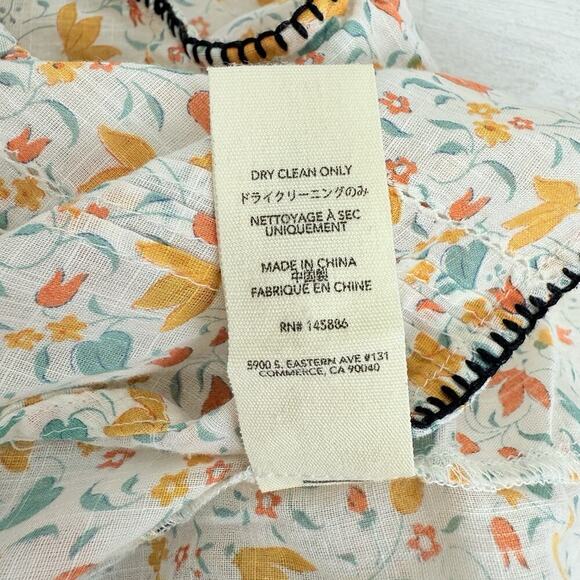 DRY CLEAN ONLY
ドライクリーニングのみ
NETTOYAGE À SEC
UNIQUEMENT
MADE IN CHINA
中国製
FABRIQUÉ EN CHINE
RN# 145886
5900 S. EASTERN AVE #131
COMMERCE, CA 90040